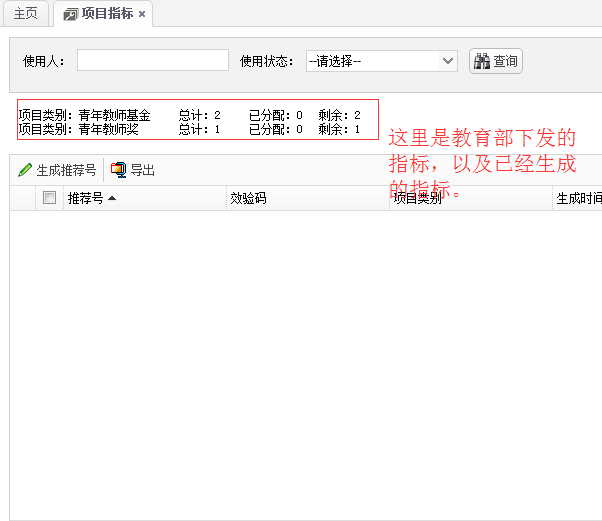 主页 项目指标
使用人： 使用状态： --请选择-- 查询
项目类别：青年教师基金 总计：2 已分配：0 剩余：2
项目类别：青年教师奖 总计：1 已分配：0 剩余：1
这里是教育部下发的
指标，以及已经生成
的指标。
生成推荐号 导出
推荐号 效验码 项目类别 生成时间